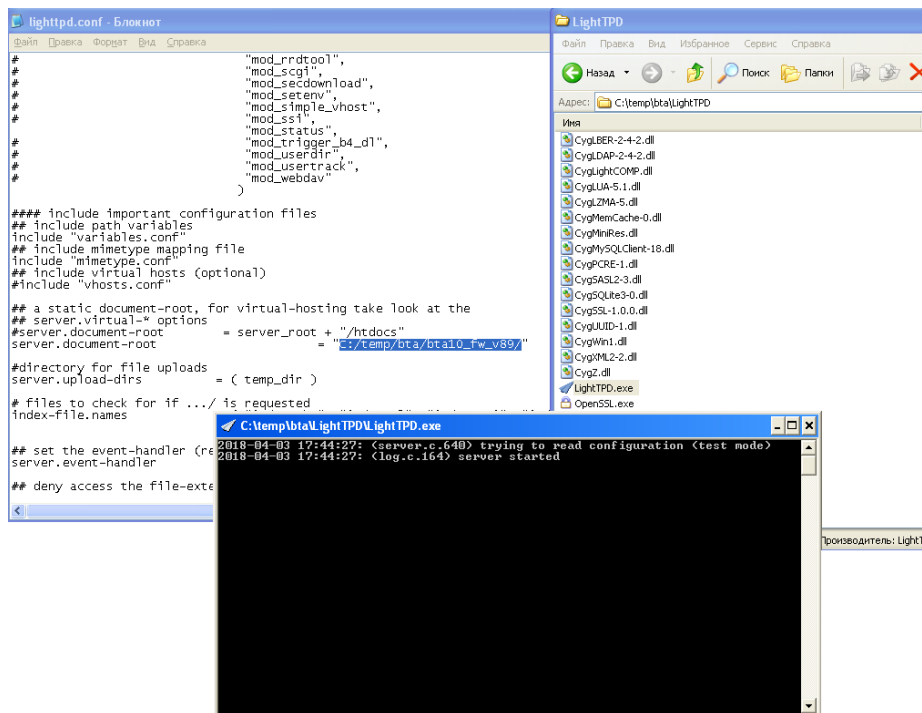 lighttpd.conf - Блокнот
Файл Правка Формат Вид Справка
# "mod_rrdtool",
# "mod_scgi",
# "mod_secdownload",
# "mod_setenv",
# "mod_simple_vhost",
# "mod_ssi",
"mod_status",
# "mod_trigger_b4_dl",
# "mod_userdir",
# "mod_usertrack",
# "mod_webdav"
)
#### include important configuration files
## include path variables
include "variables.conf"
## include mimetype mapping file
include "mimetype.conf"
## include virtual hosts (optional)
#include "vhosts.conf"
## a static document-root, for virtual-hosting take look at the
## server.virtual-* options
#server.document-root = server_root + "/htdocs"
server.document-root = "C:/temp/bta/bta10_fw_v89/"
#directory for file uploads
server.upload-dirs = ( temp_dir )
# files to check for if .../ is requested
index-file.names
## set the event-handler (re
server.event-handler
## deny access the file-exte
LightTPD
Файл Правка Вид Избранное Сервис Справка
Назад Поиск Папки
Адрес: C:\temp\bta\LightTPD
Имя
CygLBER-2-4-2.dll
CygLDAP-2-4-2.dll
CygLightCOMP.dll
CygLUA-5.1.dll
CygLZMA-5.dll
CygMemCache-0.dll
CygMiniRes.dll
CygMySQLClient-18.dll
CygPCRE-1.dll
CygSASL2-3.dll
CygSQLite3-0.dll
CygSSL-1.0.0.dll
CygUUID-1.dll
CygWin1.dll
CygXML2-2.dll
CygZ.dll
LightTPD.exe
OpenSSL.exe
Производитель: LightT
C:\temp\bta\LightTPD\LightTPD.exe
2018-04-03 17:44:27: (server.c.640) trying to read configuration (test mode)
2018-04-03 17:44:27: (log.c.164) server started